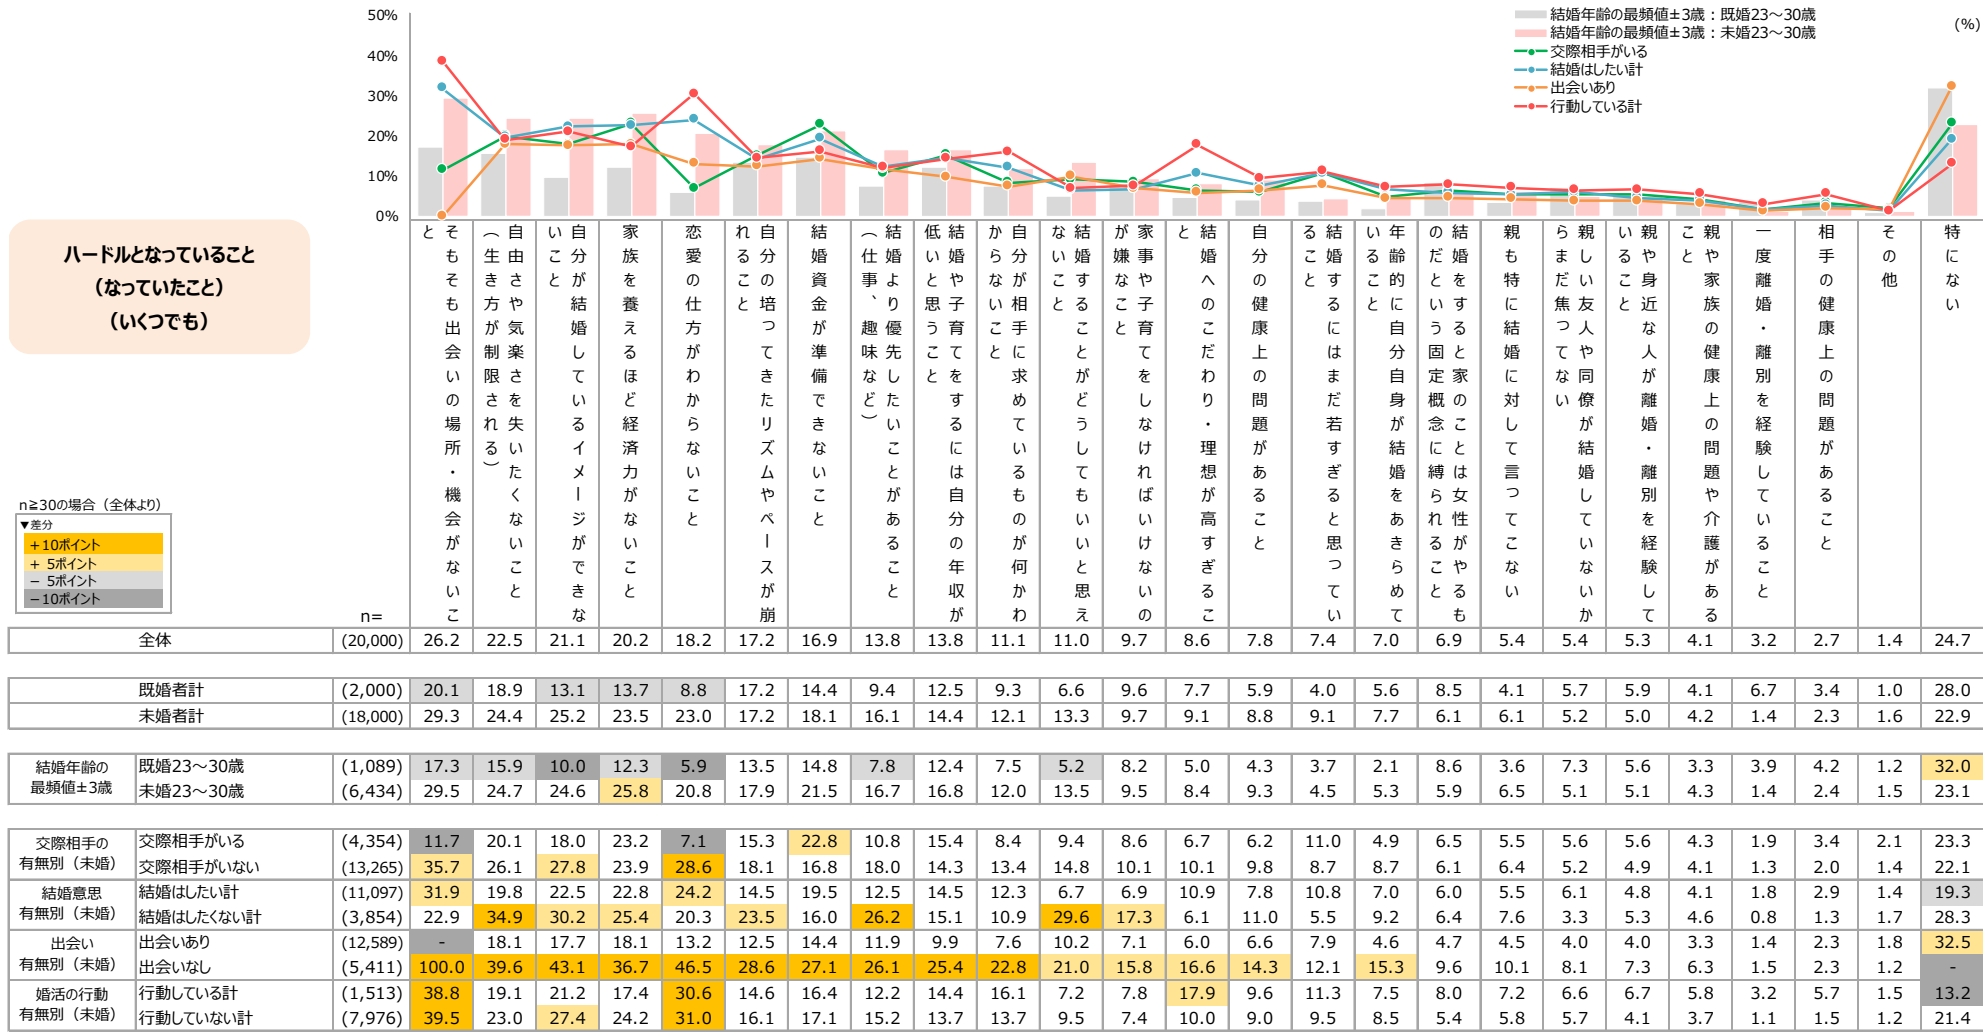 50%
40%
30%
20%
10%
0%
結婚年齢の最頻値±3歳：既婚23～30歳
結婚年齢の最頻値±3歳：未婚23～30歳
交際相手がいる
結婚はしたい計
出会いあり
行動している計
(%)
ハードルとなっていること
（なっていたこと）
（いくつでも）
n≧30の場合（全体より）
▼差分
＋10ポイント
＋ 5ポイント
－ 5ポイント
－10ポイント
n=
そもそも出会いの場所・機会がないこ
と
自由さや気楽さを失いたくないこと
（生き方が制限される）
自分が結婚しているイメージができな
いこと
家族を養えるほど経済力がないこと
恋愛の仕方がわからないこと
自分の培ってきたリズムやペースが崩
れること
結婚資金が準備できないこと
結婚より優先したいことがあること
（仕事、趣味など）
結婚や子育てをするには自分の年収が
低いと思うこと
自分が相手に求めているものが何かわ
からないこと
結婚することがどうしてもいいと思え
ないこと
家事や子育てをしなければいけないの
が嫌なこと
結婚へのこだわり・理想が高すぎるこ
と
自分の健康上の問題があること
結婚するにはまだ若すぎると思ってい
ること
年齢的に自分自身が結婚をあきらめて
いること
結婚をすると家のことは女性がやるも
のだという固定概念に縛られること
親も特に結婚に対して言ってこない
親しい友人や同僚が結婚していないか
らまだ焦ってない
親や身近な人が離婚・離別を経験して
いること
親や家族の健康上の問題や介護がある
こと
一度離婚・離別を経験していること
相手の健康上の問題があること
その他
特にない
全体 (20,000) 26.2 22.5 21.1 20.2 18.2 17.2 16.9 13.8 13.8 11.1 11.0 9.7 8.6 7.8 7.4 7.0 6.9 5.4 5.4 5.3 4.1 3.2 2.7 1.4 24.7
既婚者計 (2,000) 20.1 18.9 13.1 13.7 8.8 17.2 14.4 9.4 12.5 9.3 6.6 9.6 7.7 5.9 4.0 5.6 8.5 4.1 5.7 5.9 4.1 6.7 3.4 1.0 28.0
未婚者計 (18,000) 29.3 24.4 25.2 23.5 23.0 17.2 18.1 16.1 14.4 12.1 13.3 9.7 9.1 8.8 9.1 7.7 6.1 6.1 5.2 5.0 4.2 1.4 2.3 1.6 22.9
結婚年齢の
最頻値±3歳
既婚23～30歳 (1,089) 17.3 15.9 10.0 12.3 5.9 13.5 14.8 7.8 12.4 7.5 5.2 8.2 5.0 4.3 3.7 2.1 8.6 3.6 7.3 5.6 3.3 3.9 4.2 1.2 32.0
未婚23～30歳 (6,434) 29.5 24.7 24.6 25.8 20.8 17.9 21.5 16.7 16.8 12.0 13.5 9.5 8.4 9.3 4.5 5.3 5.9 6.5 5.1 5.1 4.3 1.4 2.4 1.5 23.1
交際相手の
有無別（未婚）
交際相手がいる (4,354) 11.7 20.1 18.0 23.2 7.1 15.3 22.8 10.8 15.4 8.4 9.4 8.6 6.7 6.2 11.0 4.9 6.5 5.5 5.6 5.6 4.3 1.9 3.4 2.1 23.3
交際相手がいない (13,265) 35.7 26.1 27.8 23.9 28.6 18.1 16.8 18.0 14.3 13.4 14.8 10.1 10.1 9.8 8.7 8.7 6.1 6.4 5.2 4.9 4.1 1.3 2.0 1.4 22.1
結婚意思
有無別（未婚）
結婚はしたい計 (11,097) 31.9 19.8 22.5 22.8 24.2 14.5 19.5 12.5 14.5 12.3 6.7 6.9 10.9 7.8 10.8 7.0 6.0 5.5 6.1 4.8 4.1 1.8 2.9 1.4 19.3
結婚はしたくない計 (3,854) 22.9 34.9 30.2 25.4 20.3 23.5 16.0 26.2 15.1 10.9 29.6 17.3 6.1 11.0 5.5 9.2 6.4 7.6 3.3 5.3 4.6 0.8 1.3 1.7 28.3
出会い
有無別（未婚）
出会いあり (12,589) - 18.1 17.7 18.1 13.2 12.5 14.4 11.9 9.9 7.6 10.2 7.1 6.0 6.6 7.9 4.6 4.7 4.5 4.0 4.0 3.3 1.4 2.3 1.8 32.5
出会いなし (5,411) 100.0 39.6 43.1 36.7 46.5 28.6 27.1 26.1 25.4 22.8 21.0 15.8 16.6 14.3 12.1 15.3 9.6 10.1 8.1 7.3 6.3 1.5 2.3 1.2 -
婚活の行動
有無別（未婚）
行動している計 (1,513) 38.8 19.1 21.2 17.4 30.6 14.6 16.4 12.2 14.4 16.1 7.2 7.8 17.9 9.6 11.3 7.5 8.0 7.2 6.6 6.7 5.8 3.2 5.7 1.5 13.2
行動していない計 (7,976) 39.5 23.0 27.4 24.2 31.0 16.1 17.1 15.2 13.7 13.7 9.5 7.4 10.0 9.0 9.5 8.5 5.4 5.8 5.7 4.1 3.7 1.1 1.5 1.2 21.4